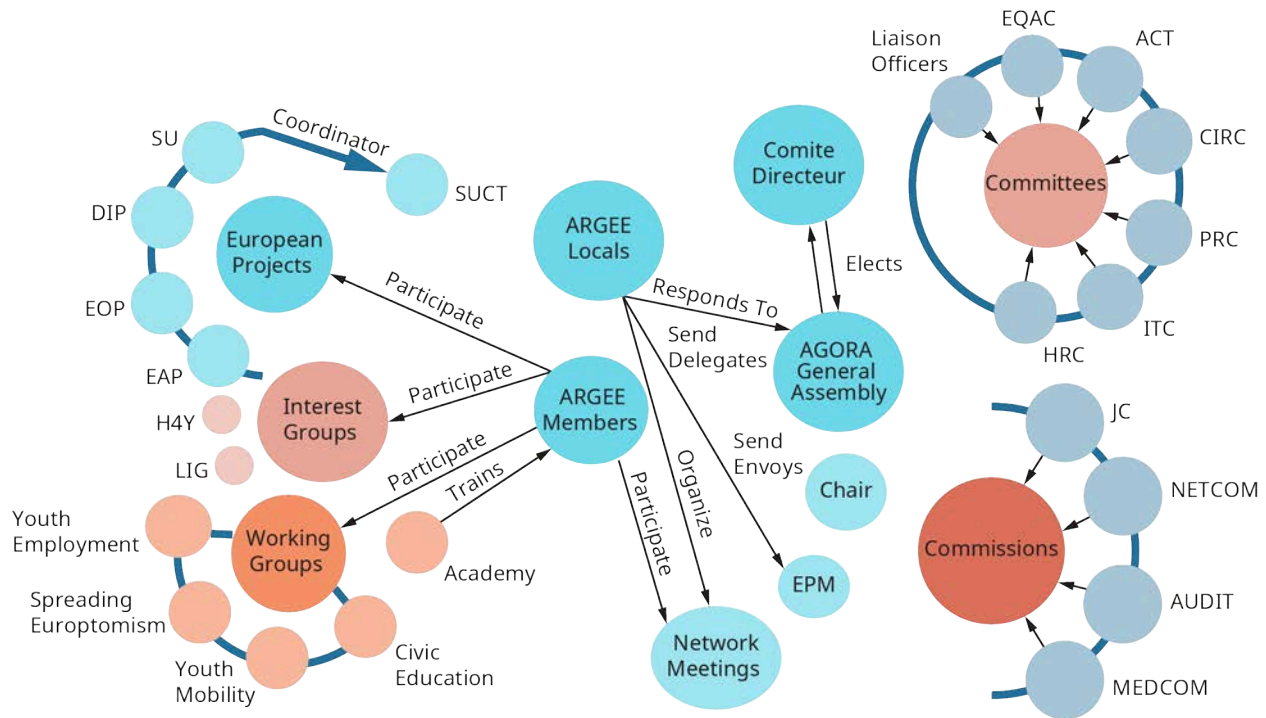 EQAC
ACT
Liaison
Officers
CIRC
Committees
PRC
ITC
HRC
Coordinator
SU
SUCT
DIP
European
Projects
EOP
EAP
Comite
Directeur
ARGEE
Locals
Elects
Responds To
Send
Delegates
AGORA
General
Assembly
Participate
Participate
ARGEE
Members
Interest
Groups
H4Y
LIG
Participate
Trains
Participate
Organize
Send
Envoys
Chair
EPM
Network
Meetings
Youth
Employment
Working
Groups
Academy
Spreading
Europtomism
Youth
Mobility
Civic
Education
JC
NETCOM
Commissions
AUDIT
MEDCOM